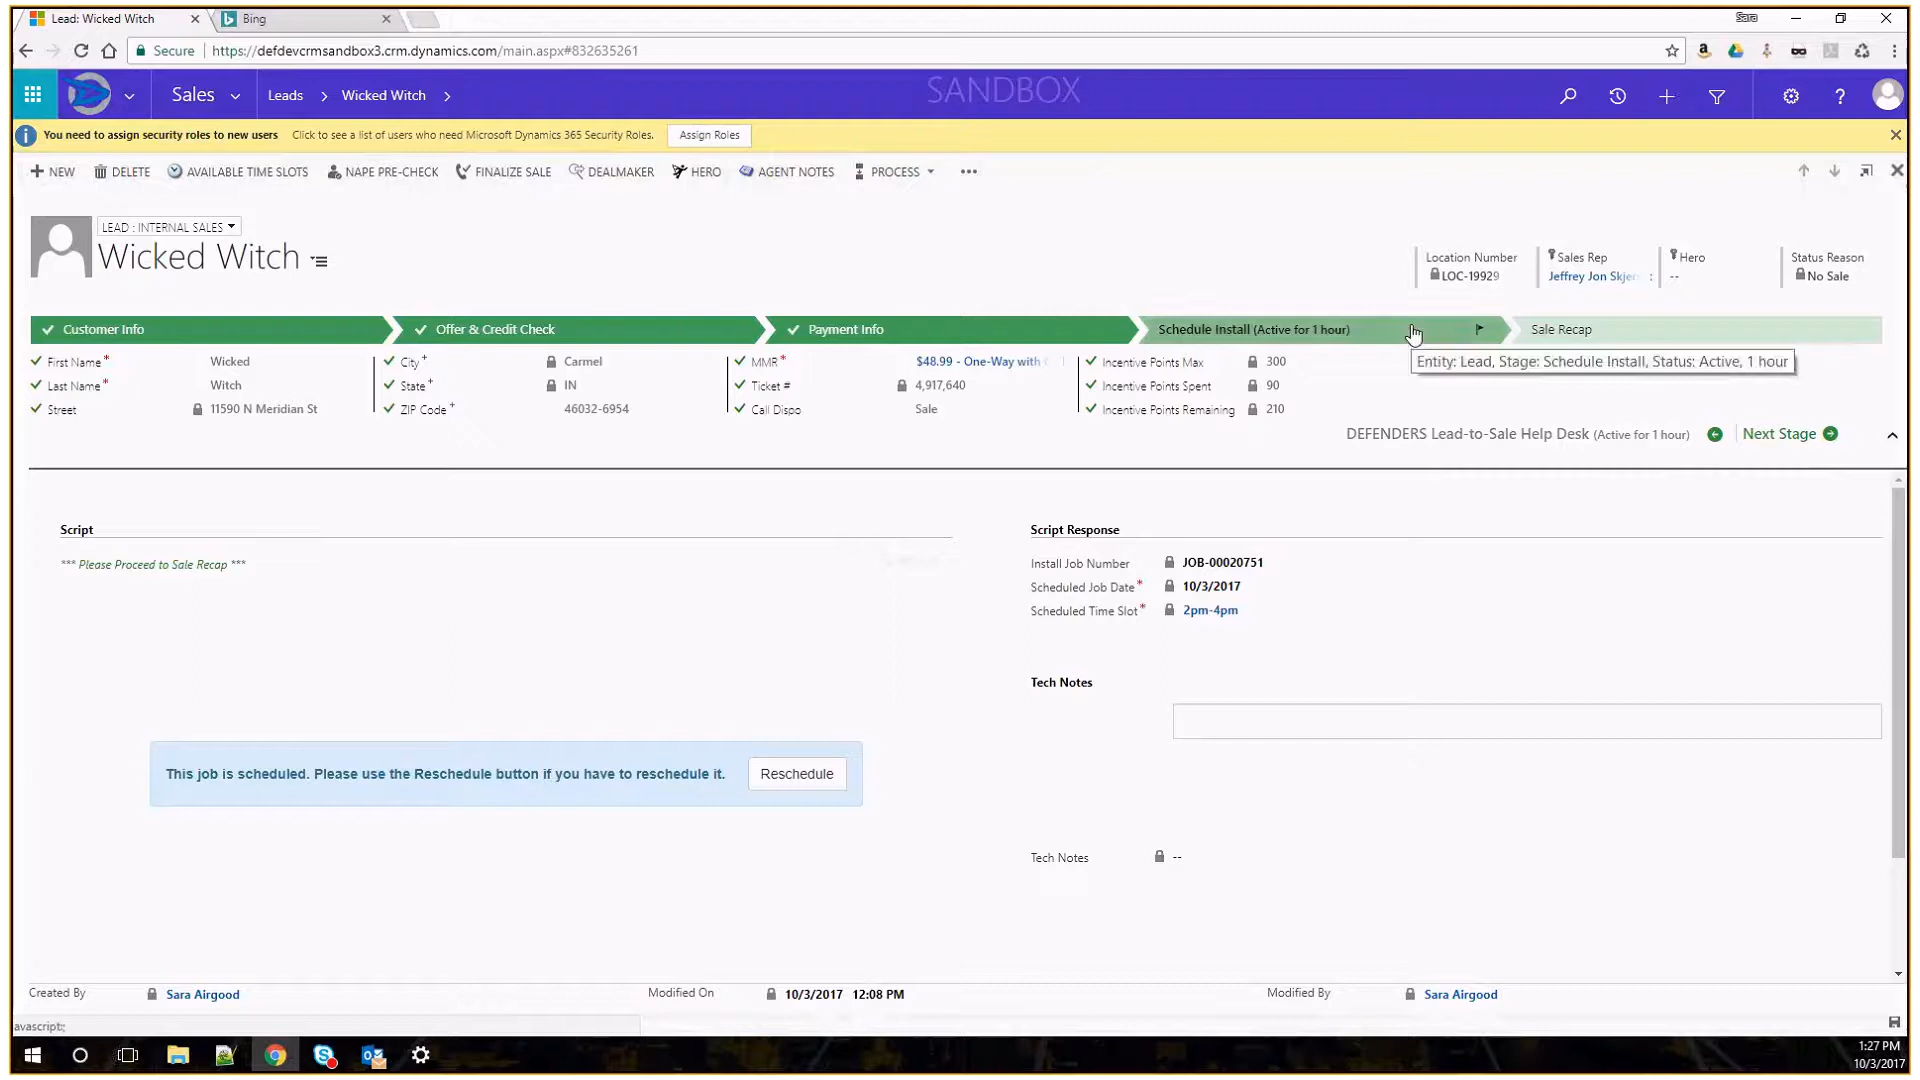 Lead: Wicked Witch
Bing
Sara
Secure https://defdevcrmsandbox3.crm.dynamics.com/main.aspx#832635261
Sales Leads Wicked Witch SANDBOX
You need to assign security roles to new users Click to see a list of users who need Microsoft Dynamics 365 Security Roles. Assign Roles
NEW DELETE AVAILABLE TIME SLOTS NAPE PRE-CHECK FINALIZE SALE DEALMAKER HERO AGENT NOTES PROCESS
LEAD : INTERNAL SALES
Wicked Witch
Location Number Sales Rep Hero Status Reason
LOC-19929 Jeffrey Jon Skje -- No Sale
Customer Info Offer & Credit Check Payment Info Schedule Install (Active for 1 hour) Sale Recap
First Name* Wicked City+ Carmel MMR* $48.99 - One-Way with Incentive Points Max 300
Entity: Lead, Stage: Schedule Install, Status: Active, 1 hour
Last Name* Witch State+ IN Ticket # 4,917,640 Incentive Points Spent 90
Street 11590 N Meridian St ZIP Code+ 46032-6954 Call Dispo Sale Incentive Points Remaining 210
DEFENDERS Lead-to-Sale Help Desk (Active for 1 hour) Next Stage
Script
*** Please Proceed to Sale Recap ***
Script Response
Install Job Number JOB-00020751
Scheduled Job Date* 10/3/2017
Scheduled Time Slot* 2pm-4pm
Tech Notes
This job is scheduled. Please use the Reschedule button if you have to reschedule it. Reschedule
Tech Notes --
Created By Sara Airgood Modified On 10/3/2017 12:08 PM Modified By Sara Airgood
avascript:;
1:27 PM
10/3/2017